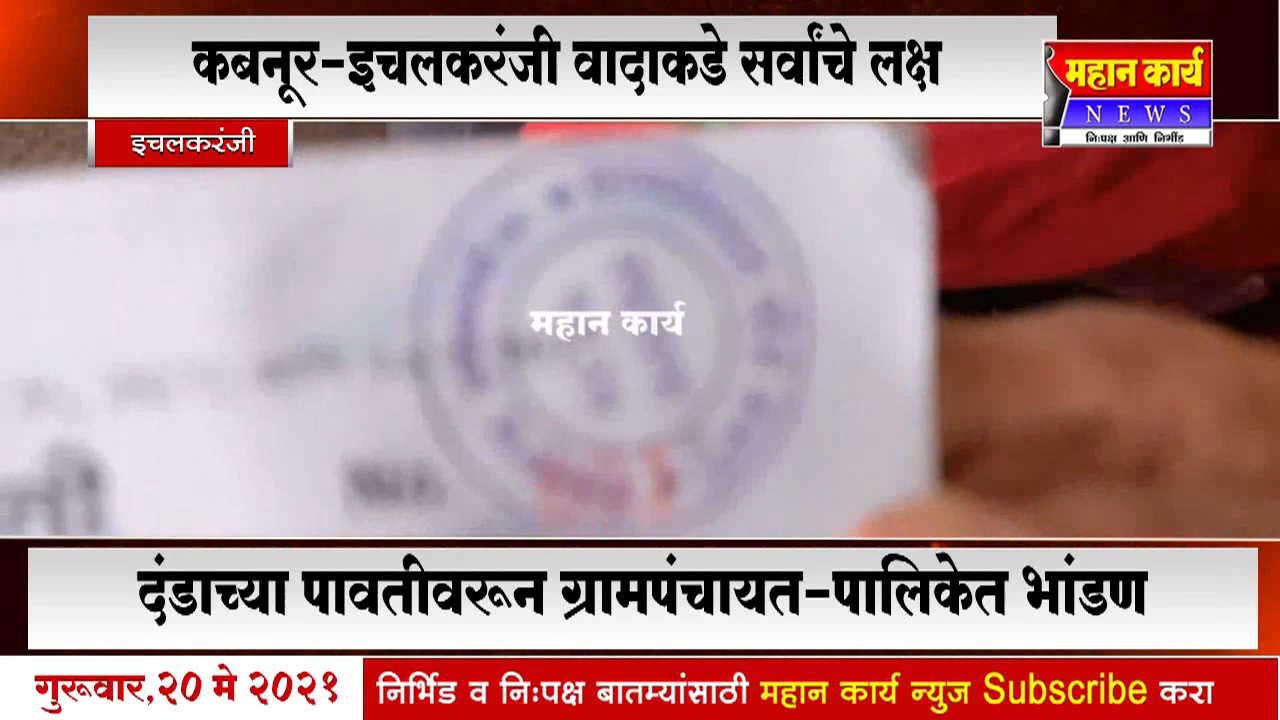 कबनूर-इचलकरंजी वादाकडे सर्वांचे लक्ष
महान कार्य
NEWS
निःपक्ष आणि निर्भीड
इचलकरंजी
महान कार्य
दंडाच्या पावतीवरून ग्रामपंचायत-पालिकेत भांडण
गुरूवार,२० मे २०२१
निर्भिड व निःपक्ष बातम्यांसाठी महान कार्य न्युज Subscribe करा